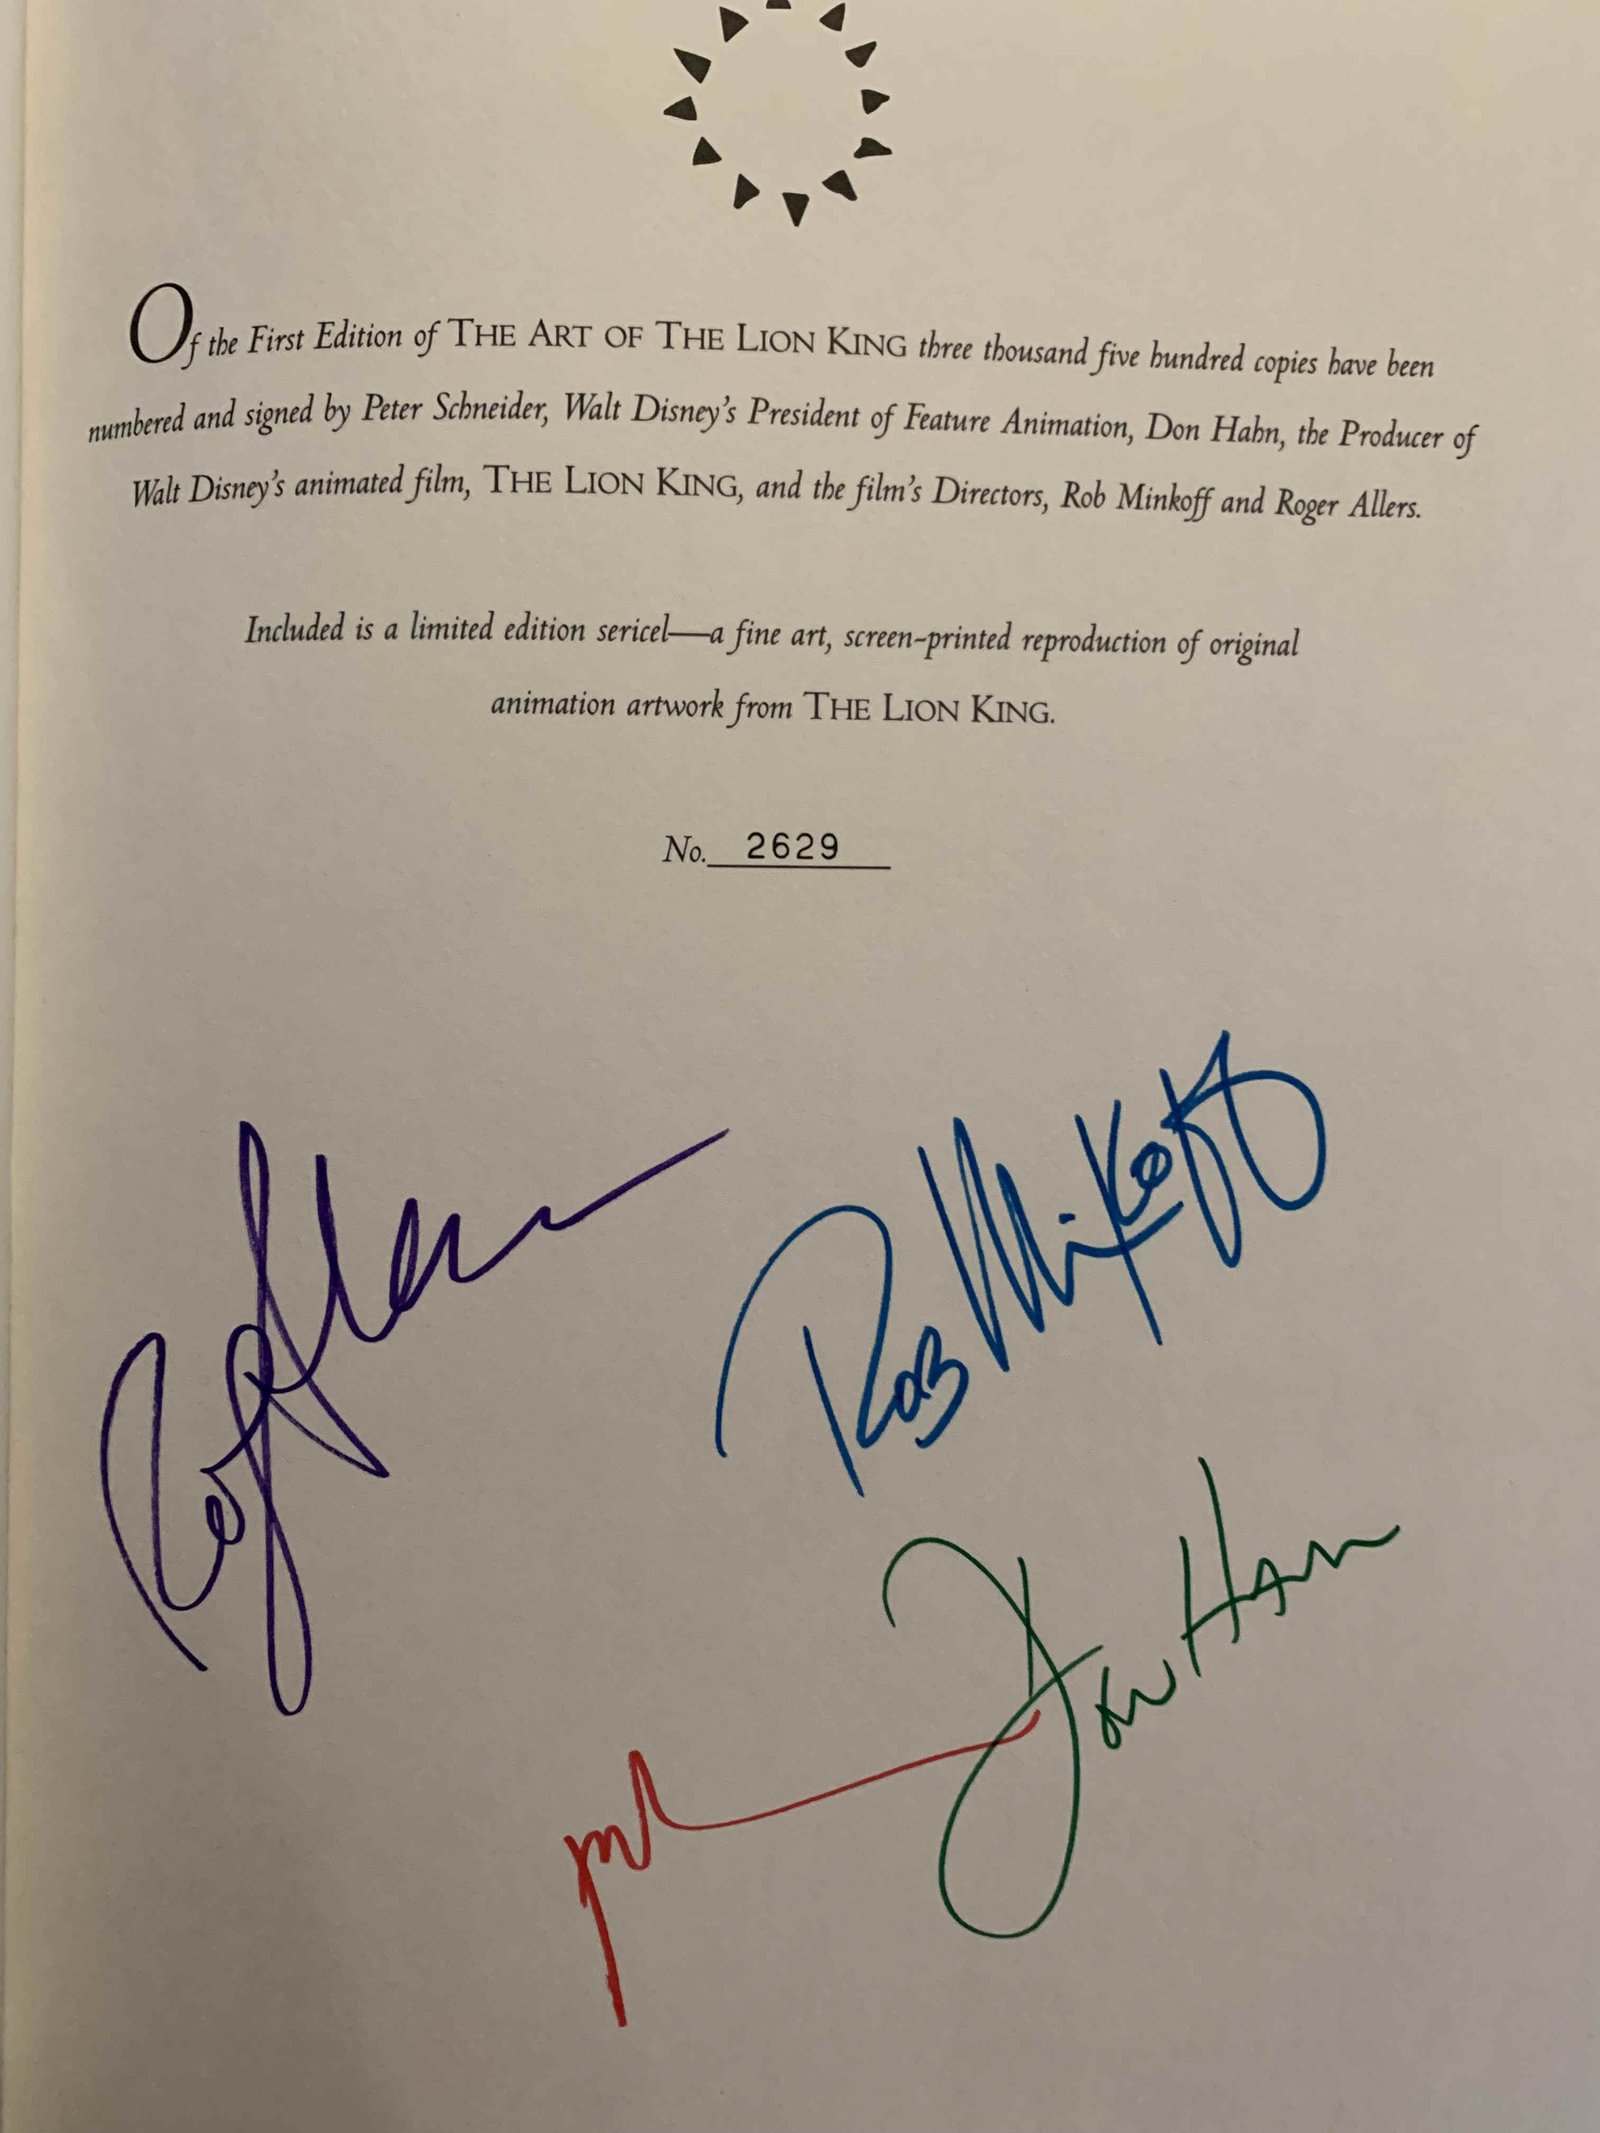 Of the First Edition of THE ART OF THE LION KING three thousand five hundred copies have been
numbered and signed by Peter Schneider, Walt Disney's President of Feature Animation, Don Hahn, the Producer of
Walt Disney's animated film, THE LION KING, and the film's Directors, Rob Minkoff and Roger Allers.
Included is a limited edition sericel—a fine art, screen-printed reproduction of original
animation artwork from THE LION KING.
No. 2629
Rob Minkoff
Don Hahn